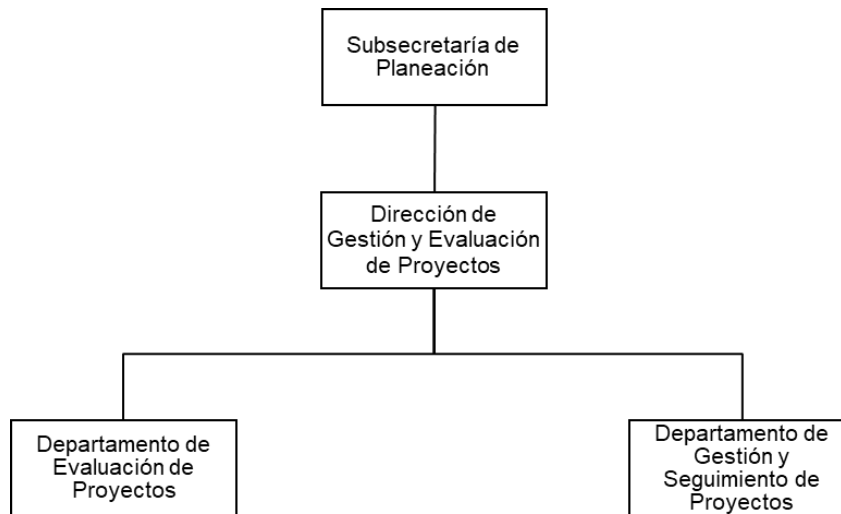 Subsecretaría de
Planeación
Dirección de
Gestión y Evaluación
de Proyectos
Departamento de
Evaluación de
Proyectos
Departamento de
Gestión y
Seguimiento de
Proyectos